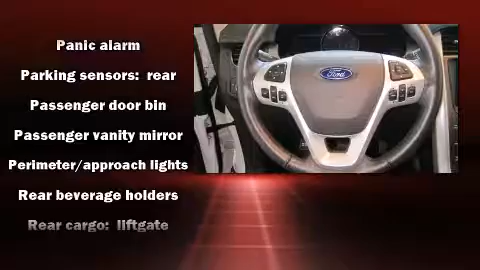 Panic alarm
Parking sensors:  rear
Passenger door bin
Passenger vanity mirror
Perimeter/approach lights
Rear beverage holders
Rear cargo:  liftgate
Ford